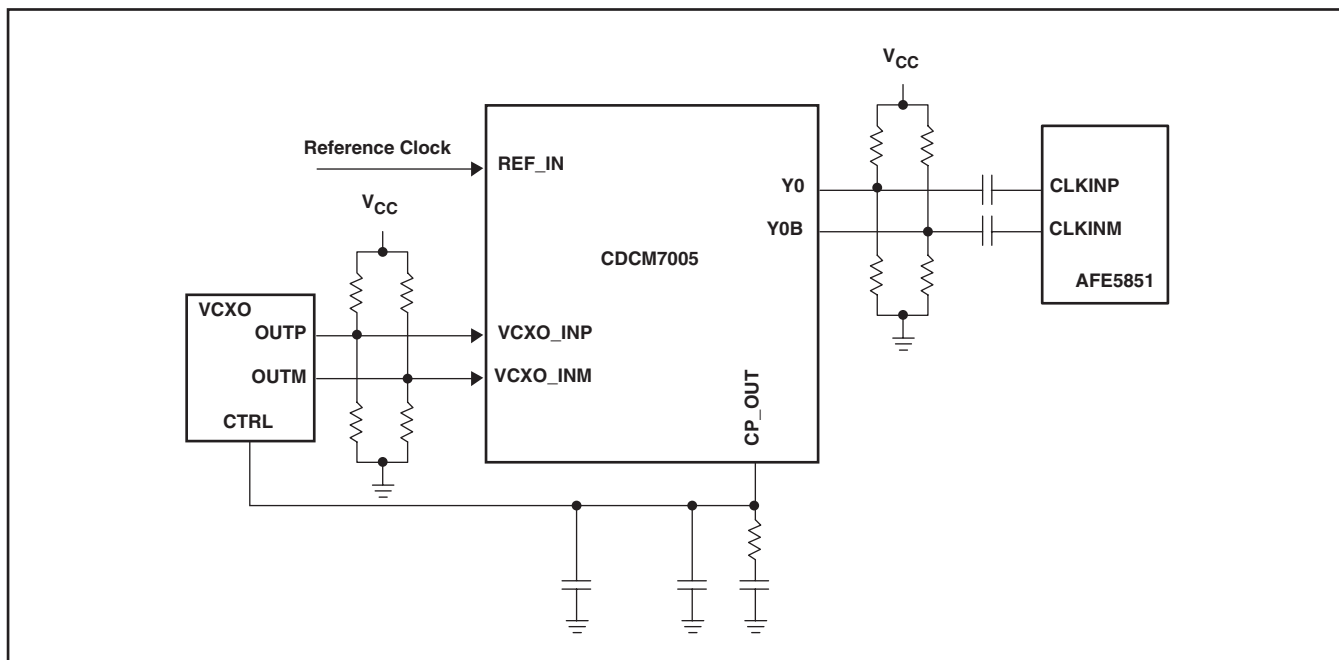 V_CC
Reference Clock
REF_IN
V_CC
Y0
CLKINP
Y0B
CLKINM
CDCM7005
AFE5851
VCXO
OUTP
VCXO_INP
OUTM
VCXO_INM
CTRL
CP_OUT